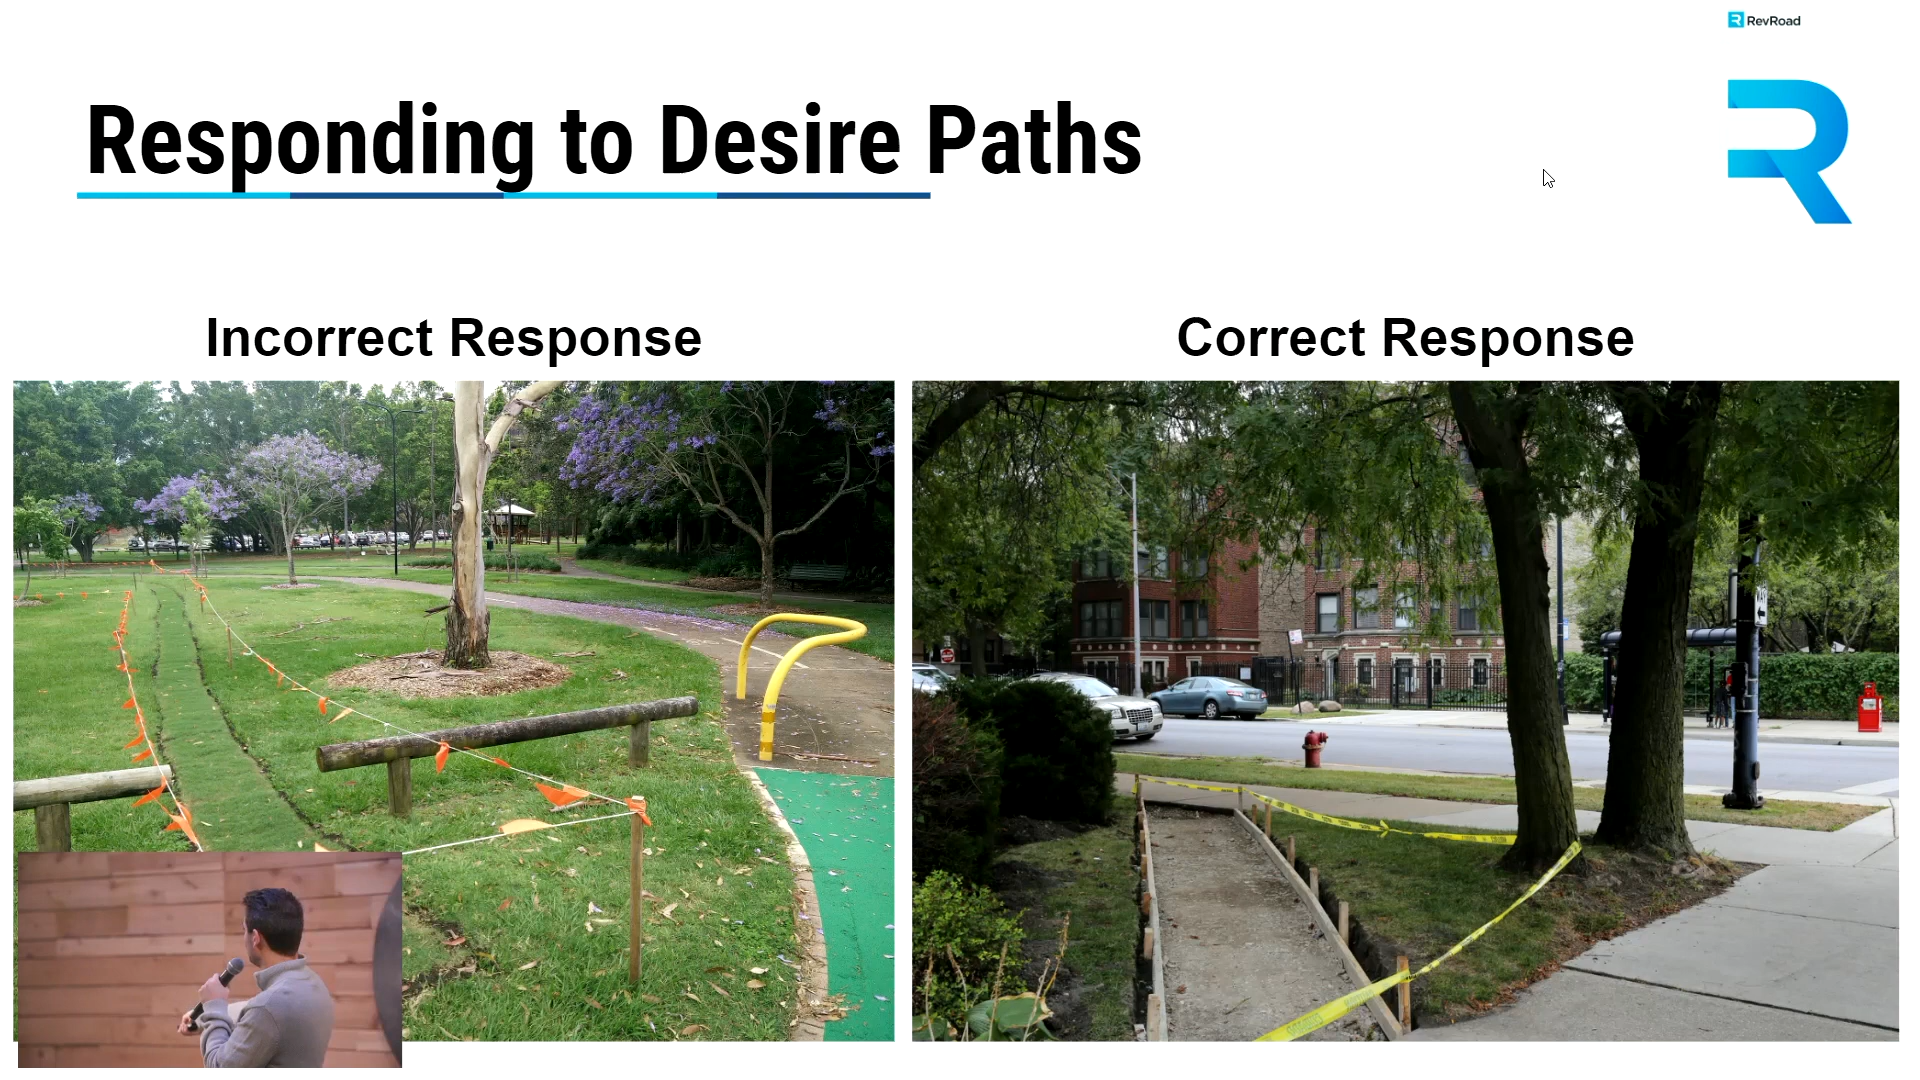 RevRoad
Responding to Desire Paths
Incorrect Response
Correct Response